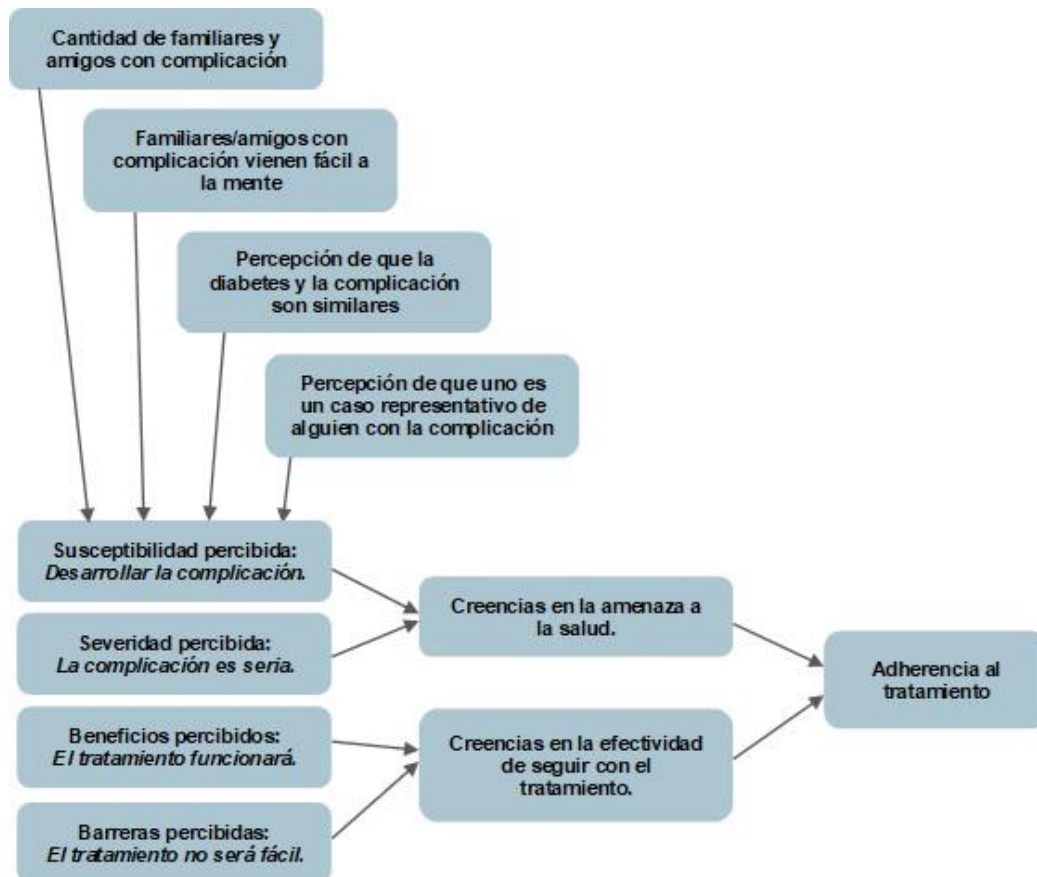 Cantidad de familiares y
amigos con complicación
Familiares/amigos con
complicación vienen fácil a
la mente
Percepción de que la
diabetes y la complicación
son similares
Percepción de que uno es
un caso representativo de
alguien con la complicación
Susceptibilidad percibida:
Desarrollar la complicación.
Severidad percibida:
La complicación es seria.
Beneficios percibidos:
El tratamiento funcionará.
Barreras percibidas:
El tratamiento no será fácil.
Creencias en la amenaza a
la salud.
Creencias en la efectividad
de seguir con el
tratamiento.
Adherencia al
tratamiento